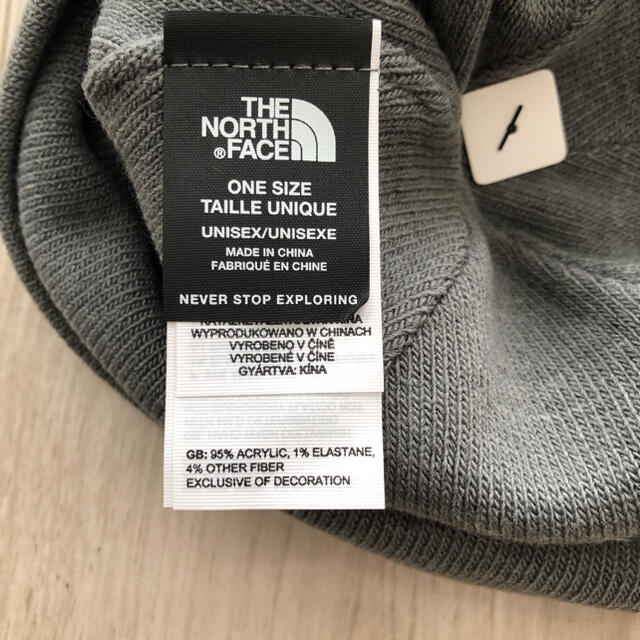 THE
NORTH
FACE®
ONE SIZE
TAILLE UNIQUE
UNISEX/UNISEXE
MADE IN CHINA
FABRIQUÉ EN CHINE
NEVER STOP EXPLORING
WYPRODUKOWANO W CHINACH
VYROBENO V ČÍNĚ
VYROBENÉ V ČÍNE
GYÁRTVA: KÍNA
GB: 95% ACRYLIC, 1% ELASTANE,
4% OTHER FIBER
EXCLUSIVE OF DECORATION